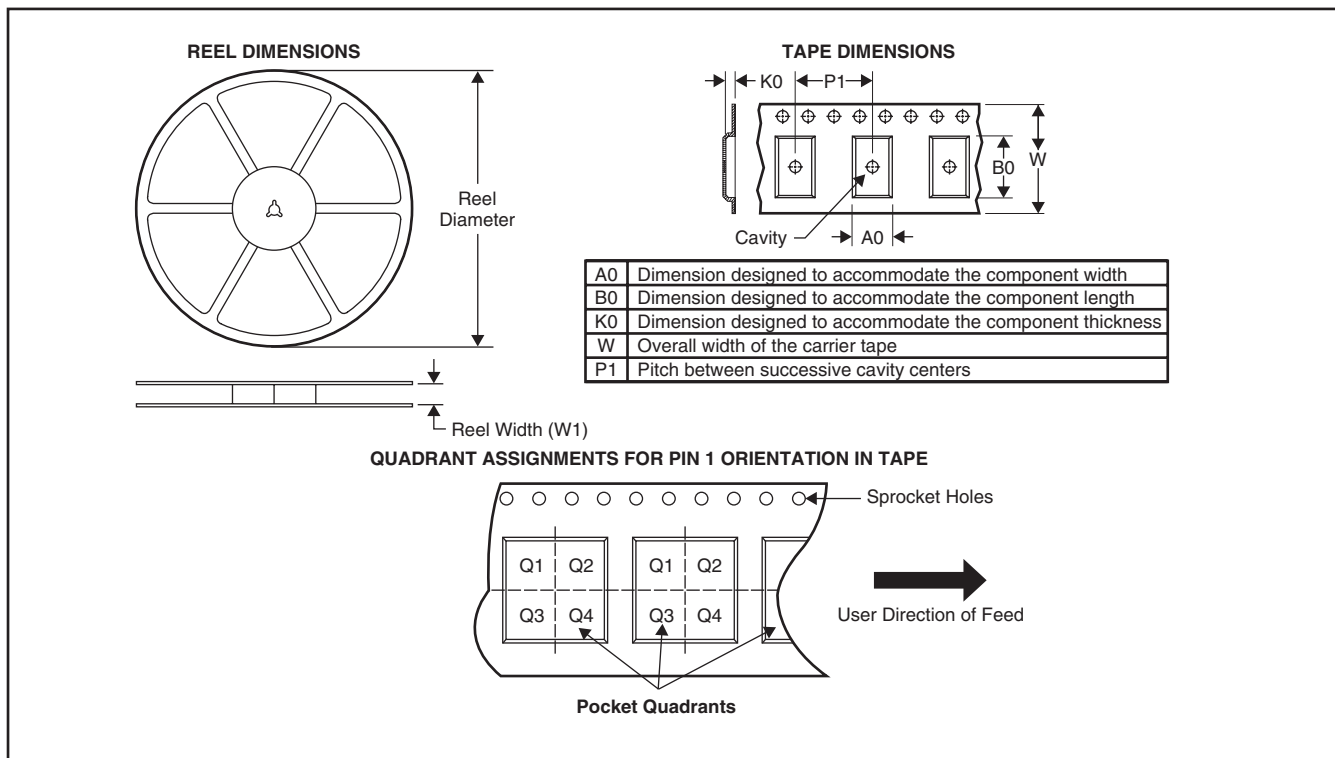 REEL DIMENSIONS
Reel
Diameter
Reel Width (W1)
TAPE DIMENSIONS
K0
P1
B0
W
Cavity
A0
A0 Dimension designed to accommodate the component width
B0 Dimension designed to accommodate the component length
K0 Dimension designed to accommodate the component thickness
W Overall width of the carrier tape
P1 Pitch between successive cavity centers
QUADRANT ASSIGNMENTS FOR PIN 1 ORIENTATION IN TAPE
Sprocket Holes
Q1 Q2 Q1 Q2
Q3 Q4 Q3 Q4
User Direction of Feed
Pocket Quadrants